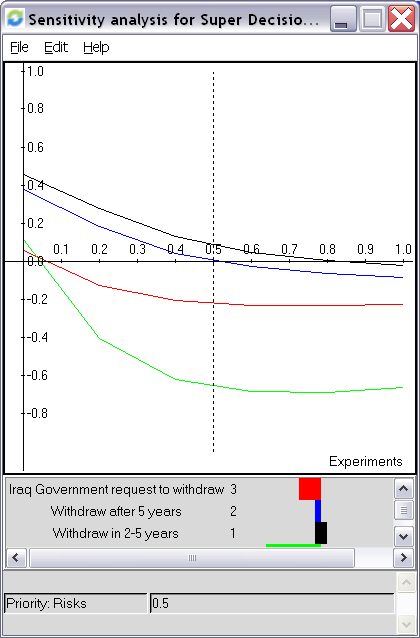 Sensitivity analysis for Super Decisio...
File Edit Help
1.0
0.8
0.6
0.4
0.2
0.0 0.1 0.2 0.3 0.4 0.5 0.6 0.7 0.8 0.9 1.0
-0.2
-0.4
-0.6
-0.8
Experiments
Iraq Government request to withdraw 3
Withdraw after 5 years 2
Withdraw in 2-5 years 1
Priority: Risks 0.5